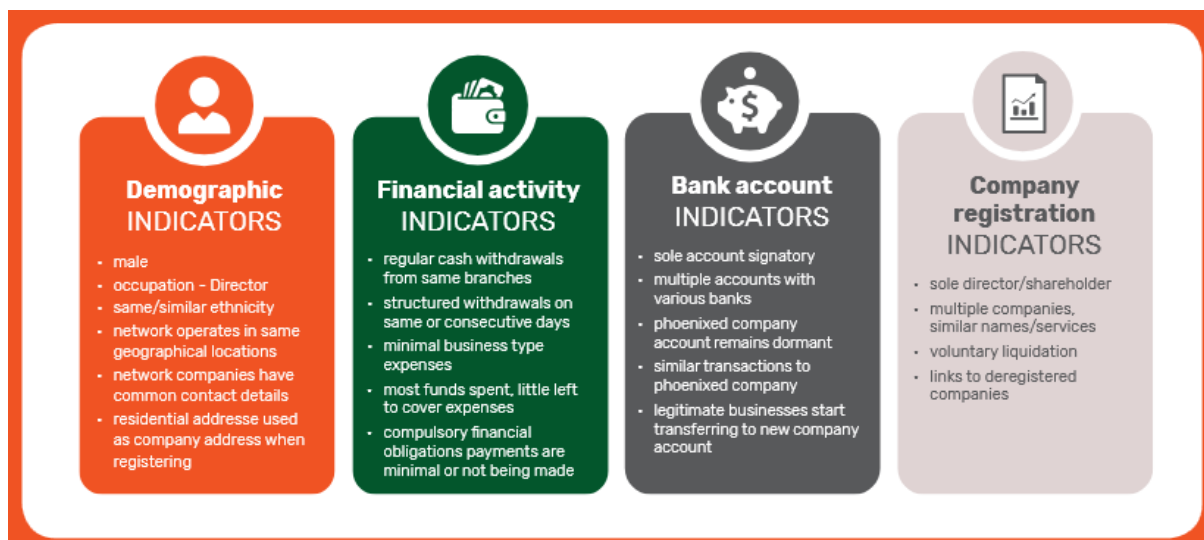 Demographic
INDICATORS
• male
• occupation – Director
• same/similar ethnicity
• network operates in same
geographical locations
• network companies have
common contact details
• residential addresse used
as company address when
registering
Financial activity
INDICATORS
• regular cash withdrawals
from same branches
• structured withdrawals on
same or consecutive days
• minimal business type
expenses
• most funds spent, little left
to cover expenses
• compulsory financial
obligations payments are
minimal or not being made
$
Bank account
INDICATORS
• sole account signatory
• multiple accounts with
various banks
• phoenixed company
account remains dormant
• similar transactions to
phoenixed company
• legitimate businesses start
transferring to new company
account
Company
registration
INDICATORS
• sole director/shareholder
• multiple companies,
similar names/services
• voluntary liquidation
• links to deregistered
companies